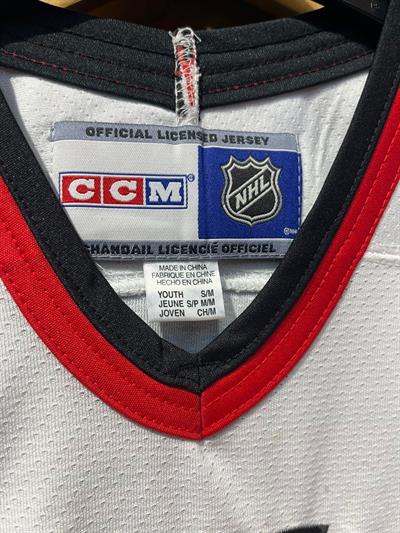 OFFICIAL LICENSED JERSEY
CCM®
NHL
CHANDAIL LICENCIÉ OFFICIEL
MADE IN CHINA
FABRIQUE EN CHINE
HECHO EN CHINA
YOUTH S/M
JEUNE S/P M/M
JOVEN CH/M